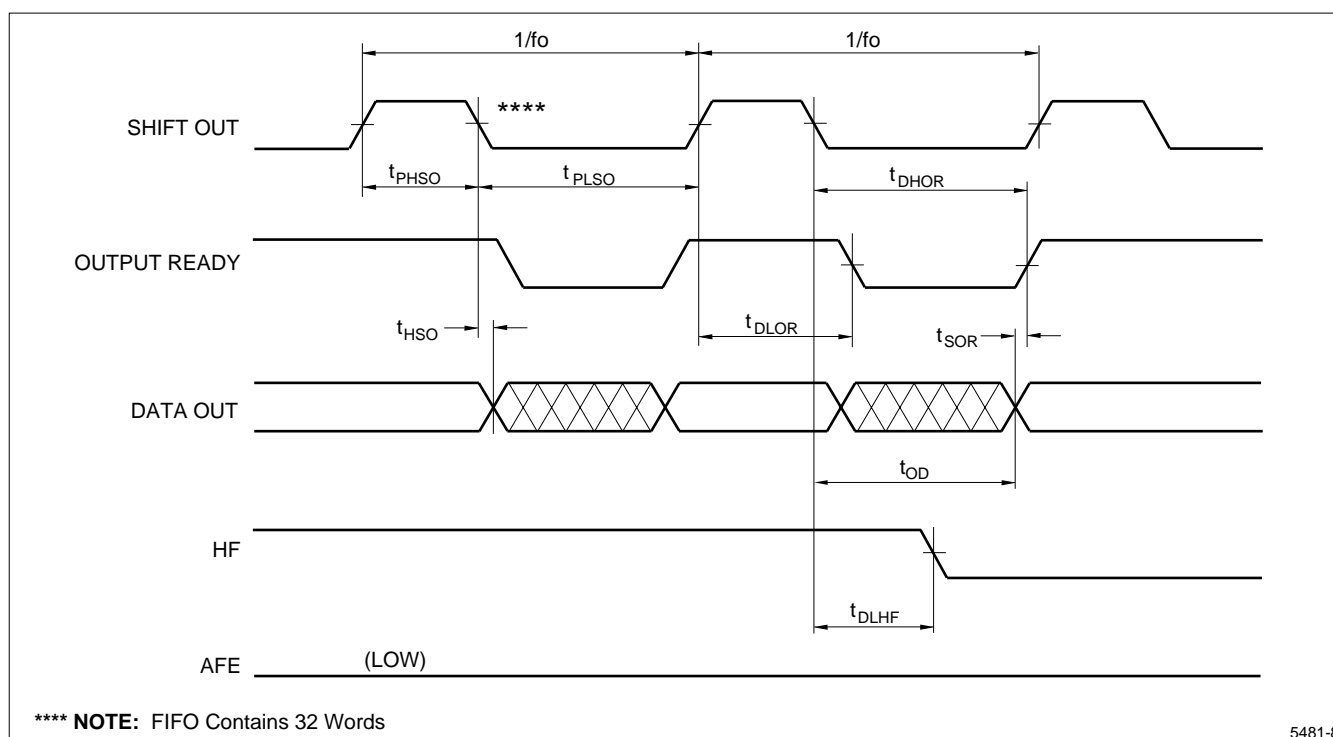 1/fo 1/fo
SHIFT OUT ****
tPHSO tPLSO tDHOR
OUTPUT READY
tHSO tDLOR tSOR
DATA OUT
tOD
HF
tDLHF
AFE (LOW)
**** NOTE: FIFO Contains 32 Words